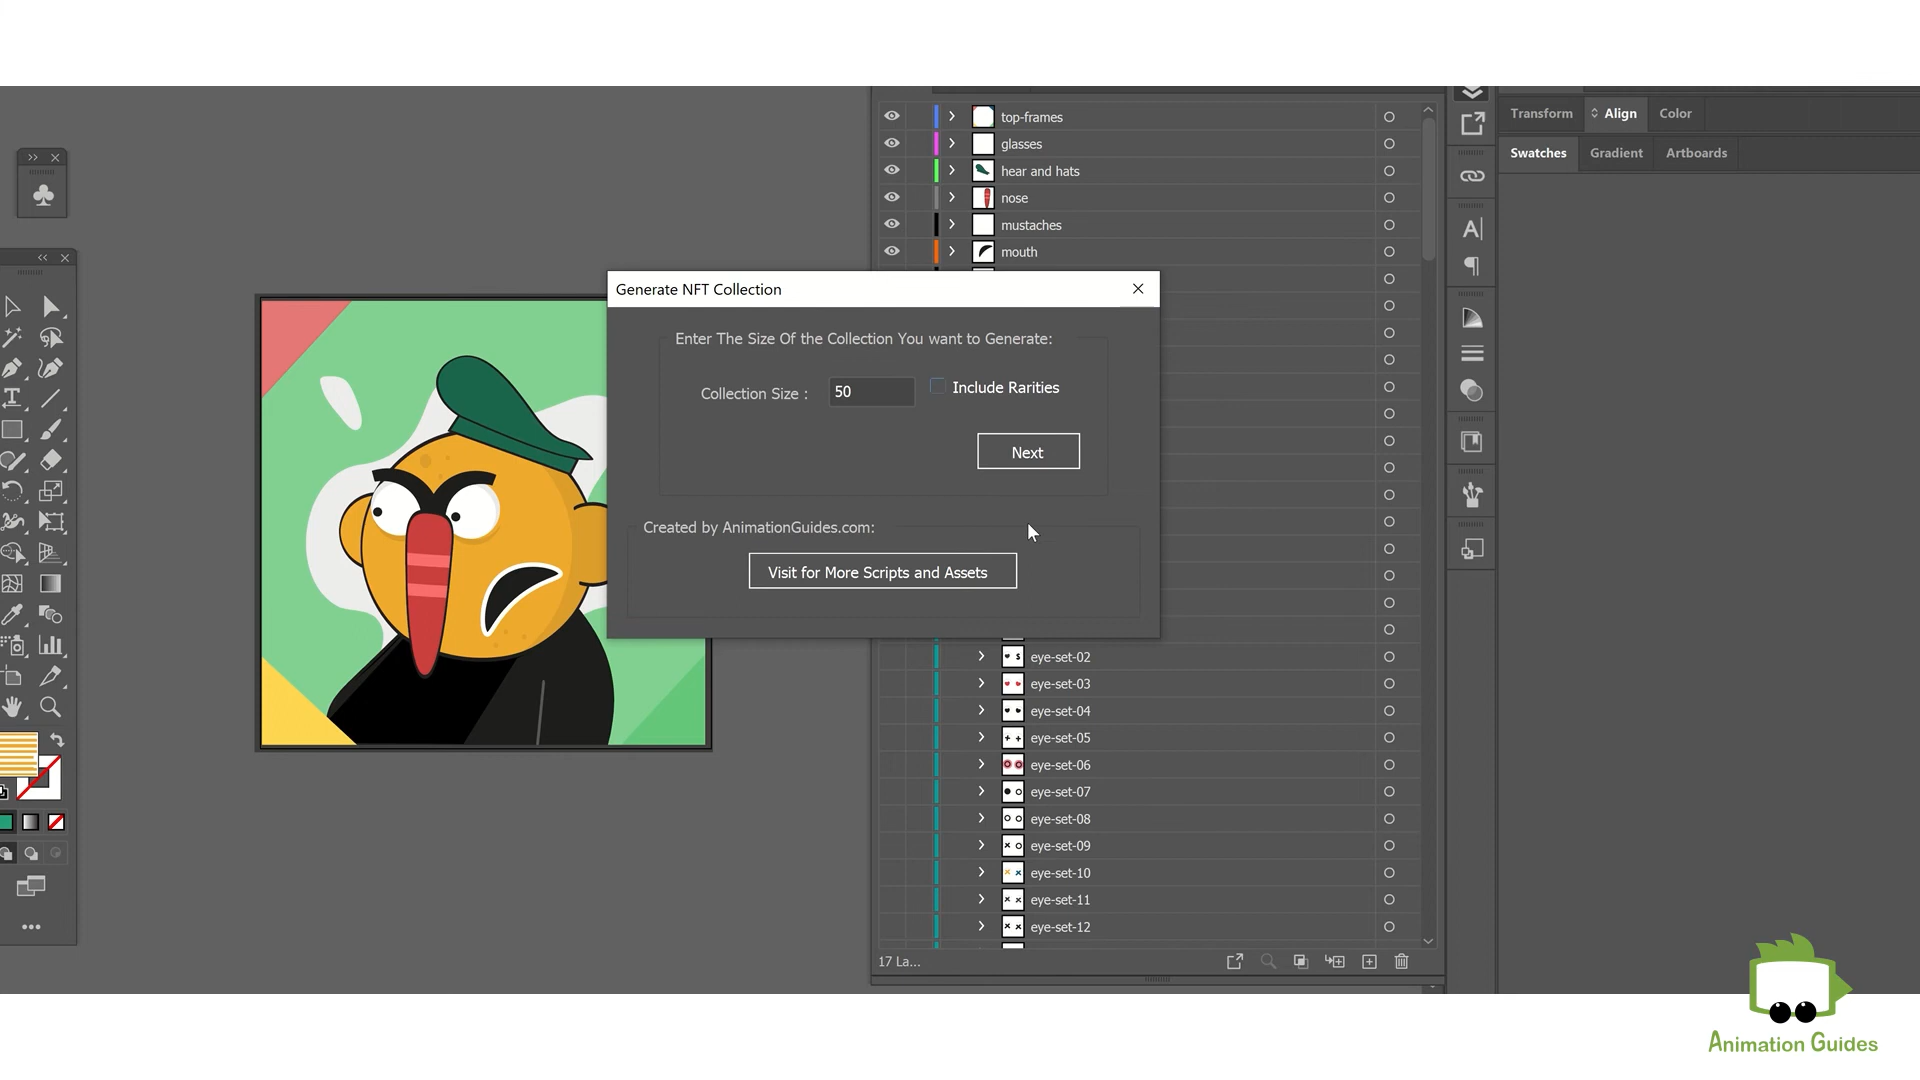 top-frames
glasses
hear and hats
nose
mustaches
mouth
Transform
Align
Color
Swatches
Gradient
Artboards
Generate NFT Collection
Enter The Size Of the Collection You want to Generate:
Collection Size : 50
Include Rarities
Next
Created by AnimationGuides.com:
Visit for More Scripts and Assets
eye-set-02
eye-set-03
eye-set-04
eye-set-05
eye-set-06
eye-set-07
eye-set-08
eye-set-09
eye-set-10
eye-set-11
eye-set-12
17 La...
Animation Guides